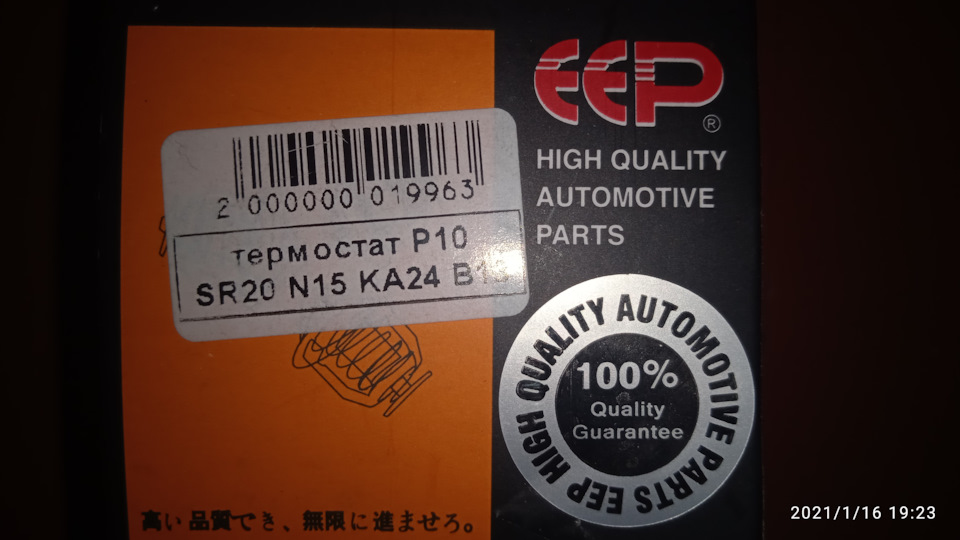 EEP
®
HIGH QUALITY
AUTOMOTIVE
PARTS
2 000000 019963
термостат P10
SR20 N15 KA24
HIGH QUALITY AUTOMOTIVE PARTS EEP
100%
Quality
Guarantee
高い品質でき、無限に進ませろ。
2021/1/16 19:23